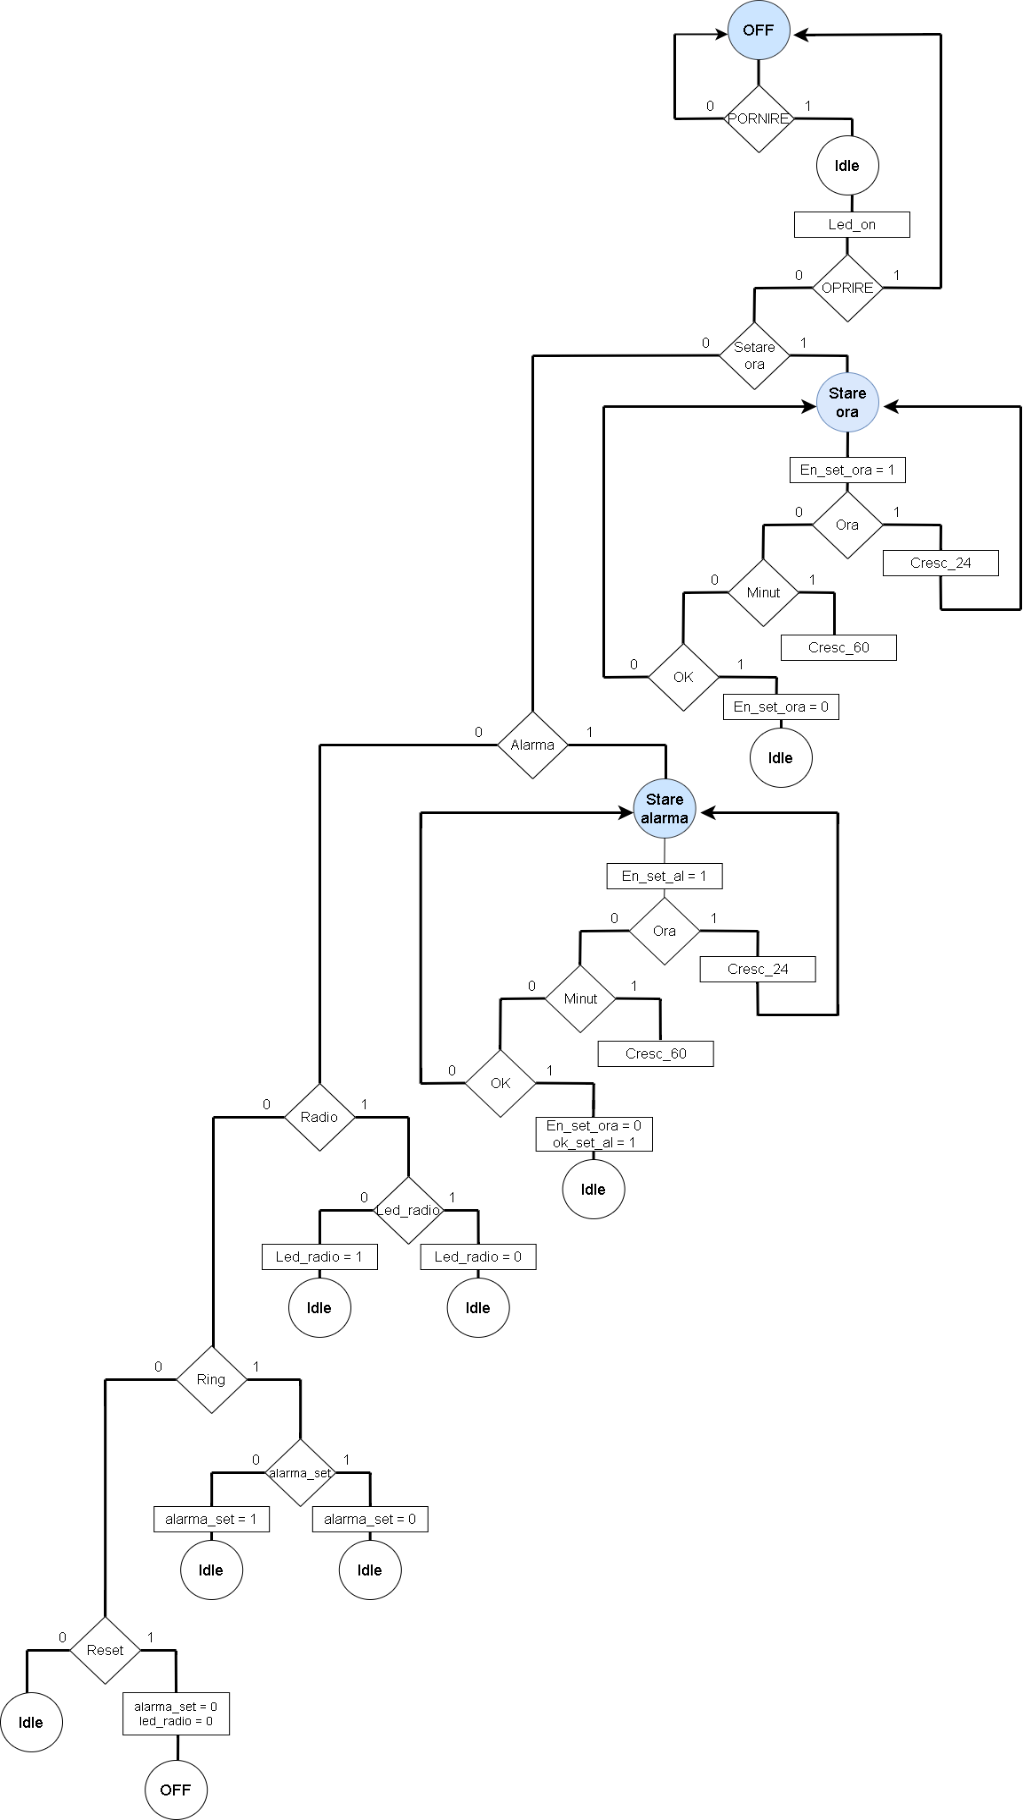 OFF
0
1
PORNIRE
Idle
Led_on
0
1
OPRIRE
0
1
Setare
ora
Stare
ora
En_set_ora = 1
0
1
Ora
Cresc_24
0
1
Minut
Cresc_60
0
1
OK
En_set_ora = 0
Idle
0
1
Alarma
Stare
alarma
En_set_al = 1
0
1
Ora
Cresc_24
0
1
Minut
Cresc_60
0
1
OK
En_set_ora = 0
ok_set_al = 1
Idle
0
1
Radio
0
1
Led_radio
Led_radio = 1
Led_radio = 0
Idle
Idle
0
1
Ring
0
1
alarma_set
alarma_set = 1
alarma_set = 0
Idle
Idle
0
1
Reset
Idle
alarma_set = 0
led_radio = 0
OFF